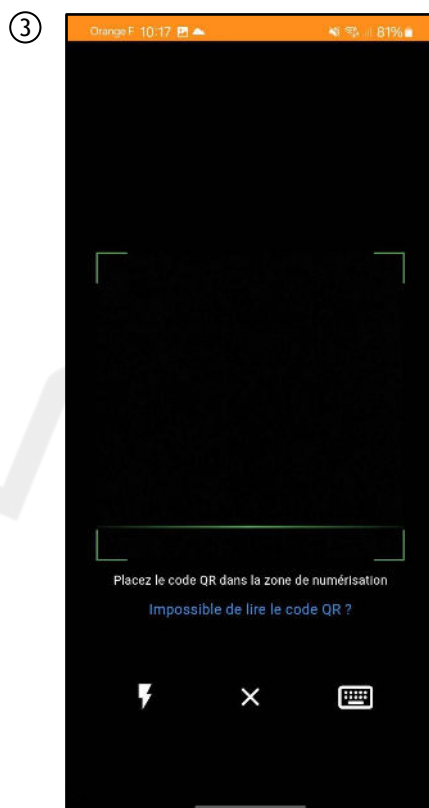 ③
Orange F 10:17 81%
Placez le code QR dans la zone de numérisation
Impossible de lire le code QR ?